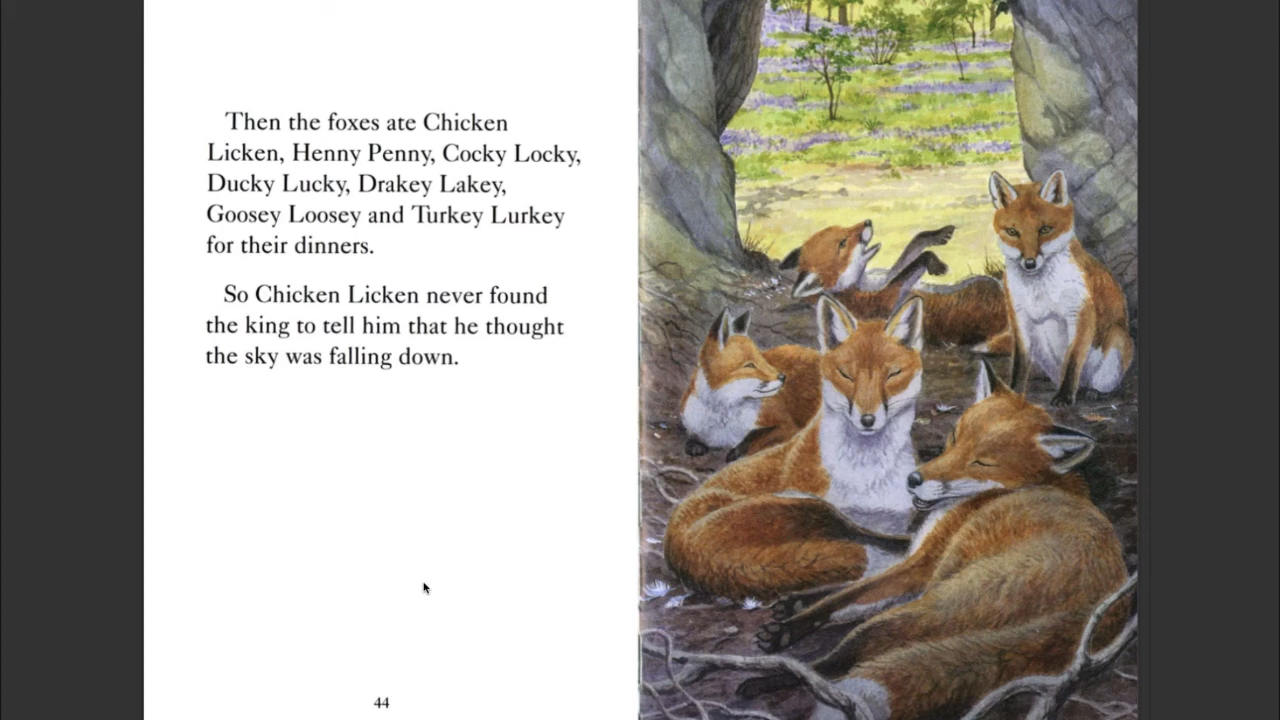 Then the foxes ate Chicken
Licken, Henny Penny, Cocky Locky,
Ducky Lucky, Drakey Lakey,
Goosey Loosey and Turkey Lurkey
for their dinners.
So Chicken Licken never found
the king to tell him that he thought
the sky was falling down.
44